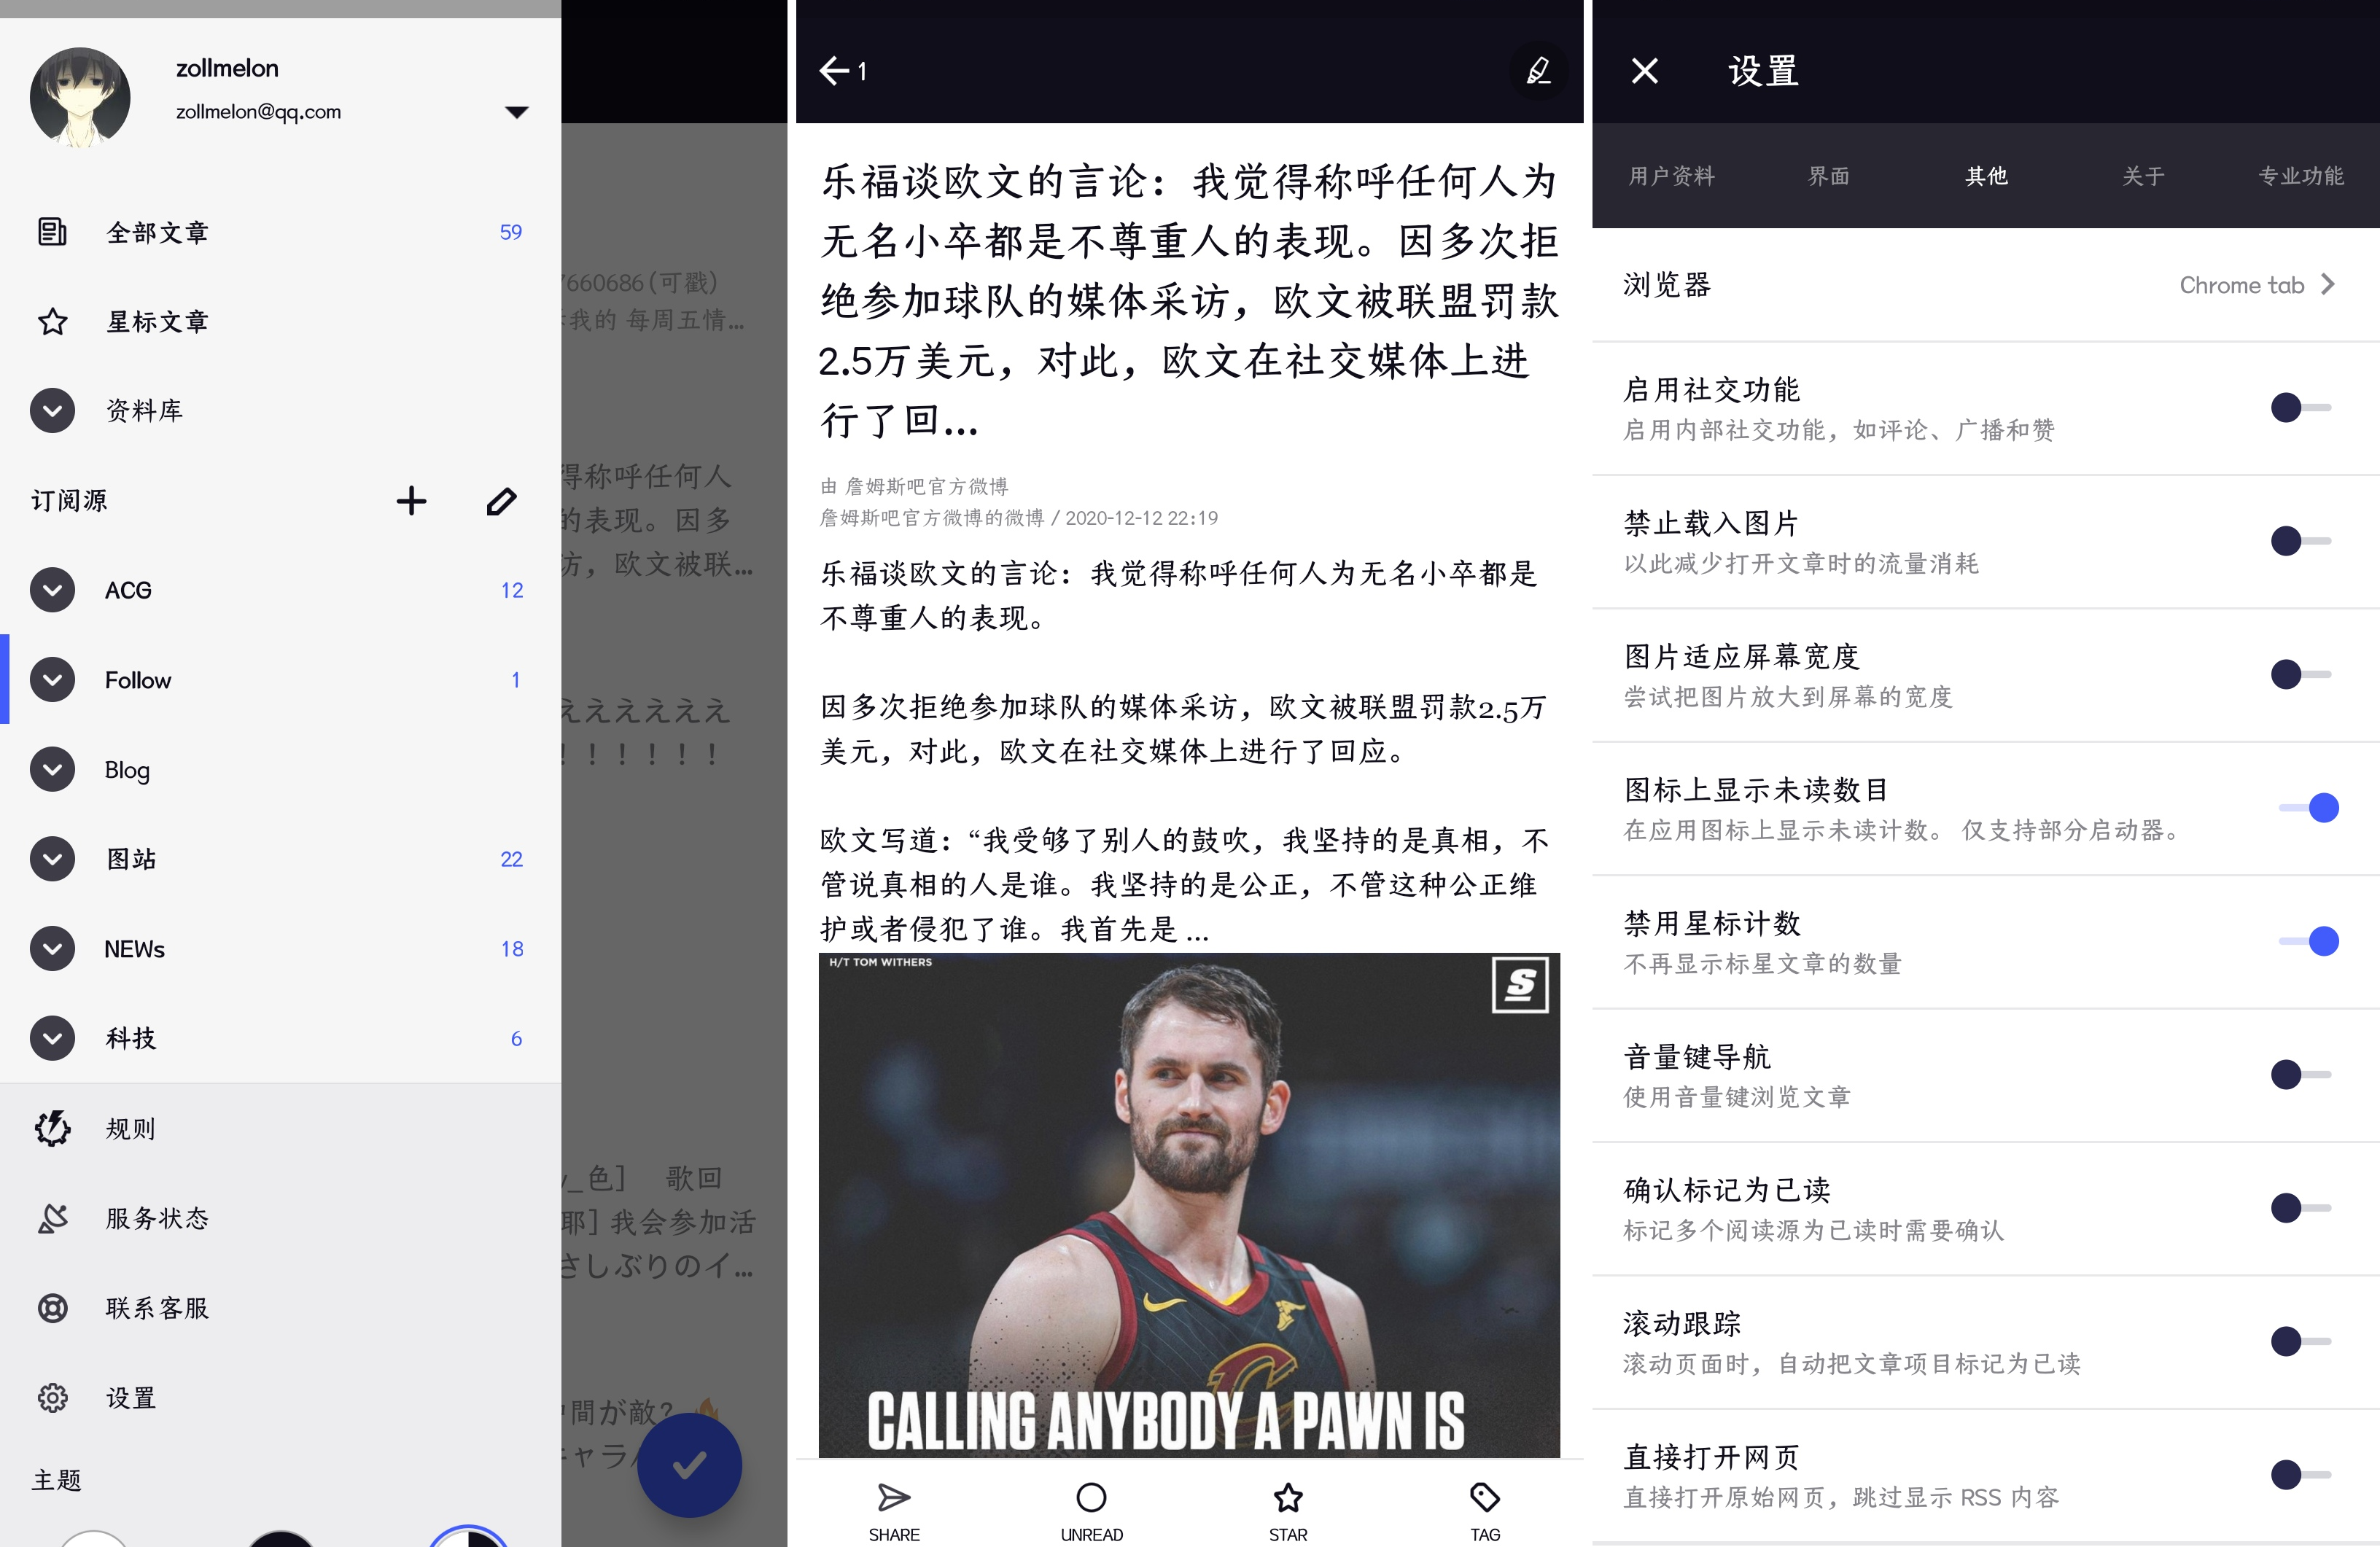 zollmelon
zollmelon@qq.com
全部文章 59
星标文章
资料库
订阅源
ACG 12
Follow 1
Blog
图站 22
NEWs 18
科技 6
规则
服务状态
联系客服
设置
主题
7660686(可戳)
我的 每周五情...
得称呼任何人
的表现。因多
访，欧文被联...
えええええええ
！！！！！！
_色］ 歌回
耶］我会参加活
さしぶりのイ...
間が敵？🔥
ャラ
1
乐福谈欧文的言论：我觉得称呼任何人为
无名小卒都是不尊重人的表现。因多次拒
绝参加球队的媒体采访，欧文被联盟罚款
2.5万美元，对此，欧文在社交媒体上进
行了回...
由 詹姆斯吧官方微博
詹姆斯吧官方微博的微博 / 2020-12-12 22:19
乐福谈欧文的言论：我觉得称呼任何人为无名小卒都是
不尊重人的表现。
因多次拒绝参加球队的媒体采访，欧文被联盟罚款2.5万
美元，对此，欧文在社交媒体上进行了回应。
欧文写道：“我受够了别人的鼓吹，我坚持的是真相，不
管说真相的人是谁。我坚持的是公正，不管这种公正维
护或者侵犯了谁。我首先是 ...
H/T TOM WITHERS
S
CALLING ANYBODY A PAWN IS
SHARE UNREAD STAR TAG
设置
用户资料 界面 其他 关于 专业功能
浏览器 Chrome tab
启用社交功能
启用内部社交功能，如评论、广播和赞
禁止载入图片
以此减少打开文章时的流量消耗
图片适应屏幕宽度
尝试把图片放大到屏幕的宽度
图标上显示未读数目
在应用图标上显示未读计数。 仅支持部分启动器。
禁用星标计数
不再显示标星文章的数量
音量键导航
使用音量键浏览文章
确认标记为已读
标记多个阅读源为已读时需要确认
滚动跟踪
滚动页面时，自动把文章项目标记为已读
直接打开网页
直接打开原始网页，跳过显示 RSS 内容